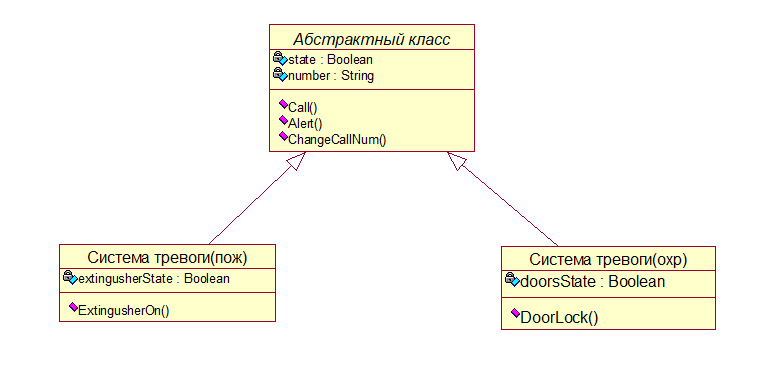 Абстрактный класс
state : Boolean
number : String
Call()
Alert()
ChangeCallNum()
Система тревоги(пож)
extingusherState : Boolean
ExtingusherOn()
Система тревоги(охр)
doorsState : Boolean
DoorLock()